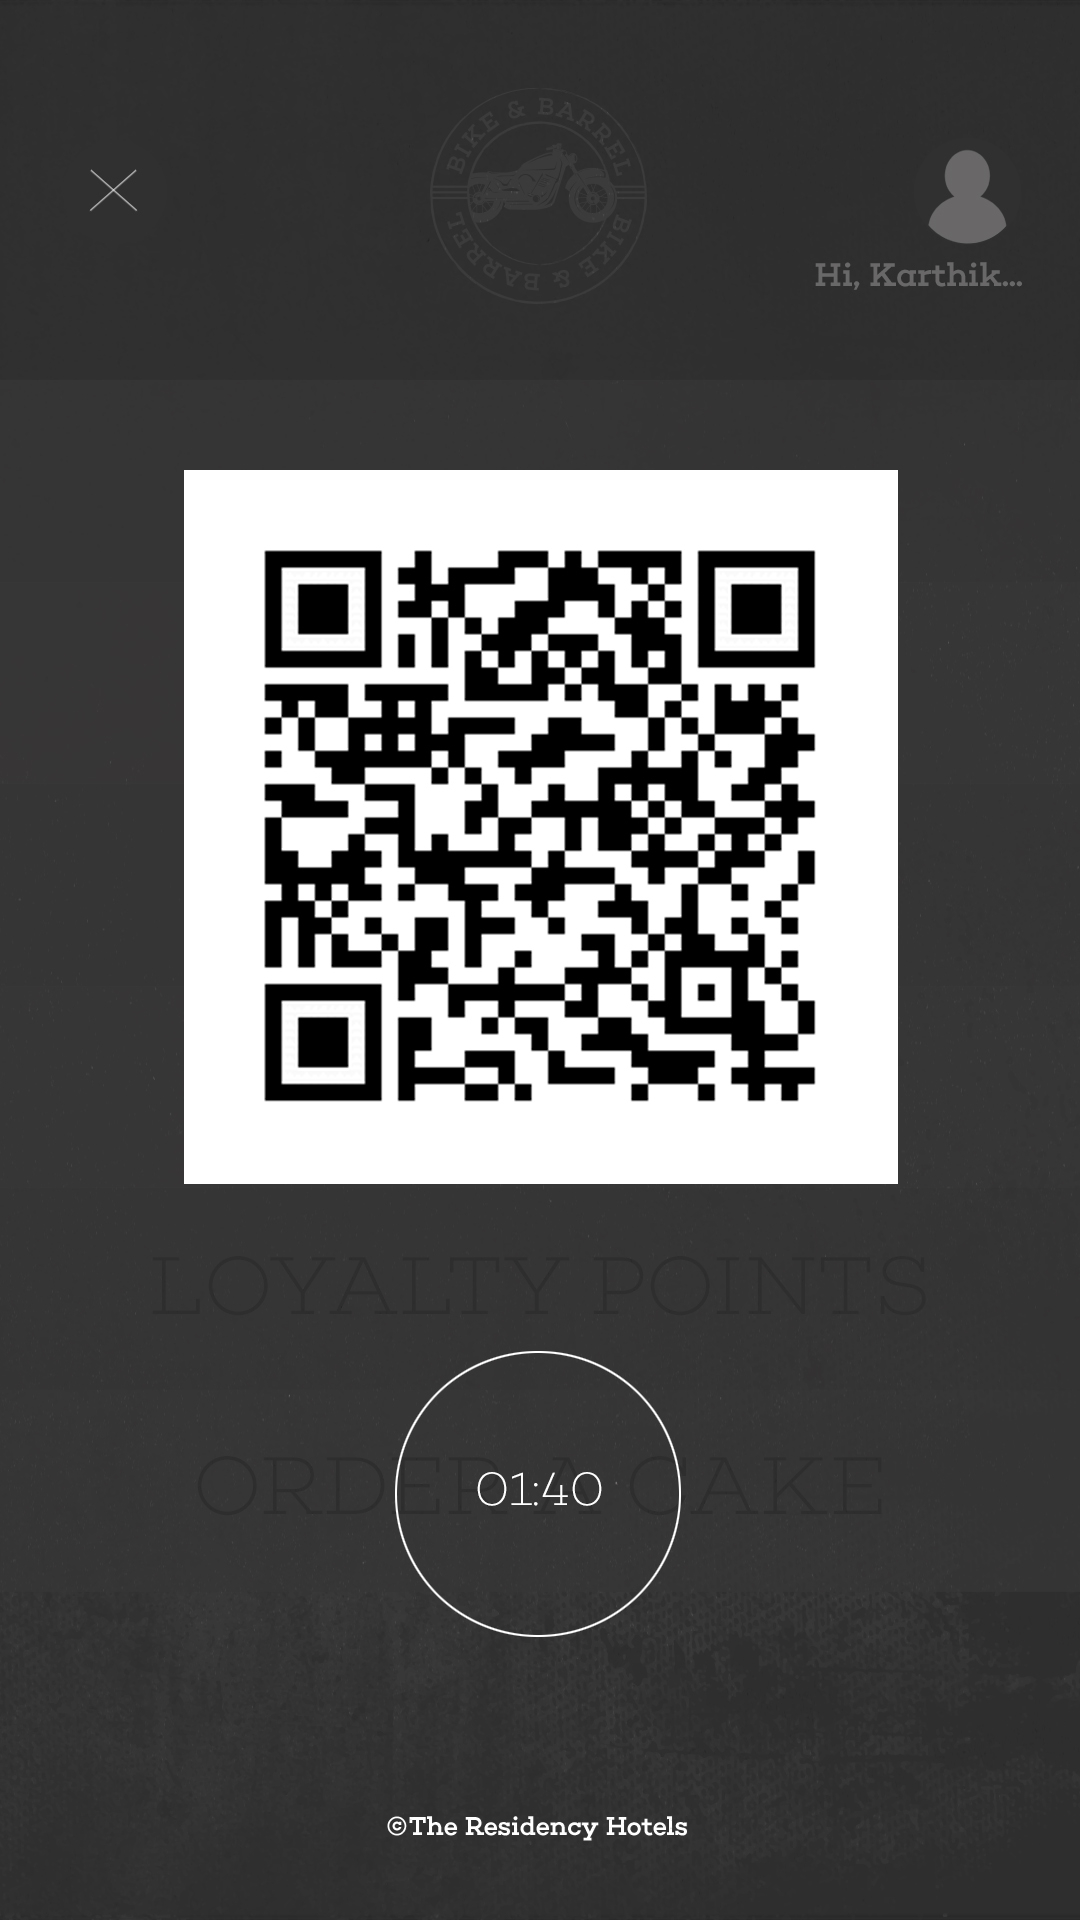 BIKE & BARREL
BIKE & BARREL
Hi, Karthik...
LOYALTY POINTS
ORDER A CAKE
01:40
©The Residency Hotels